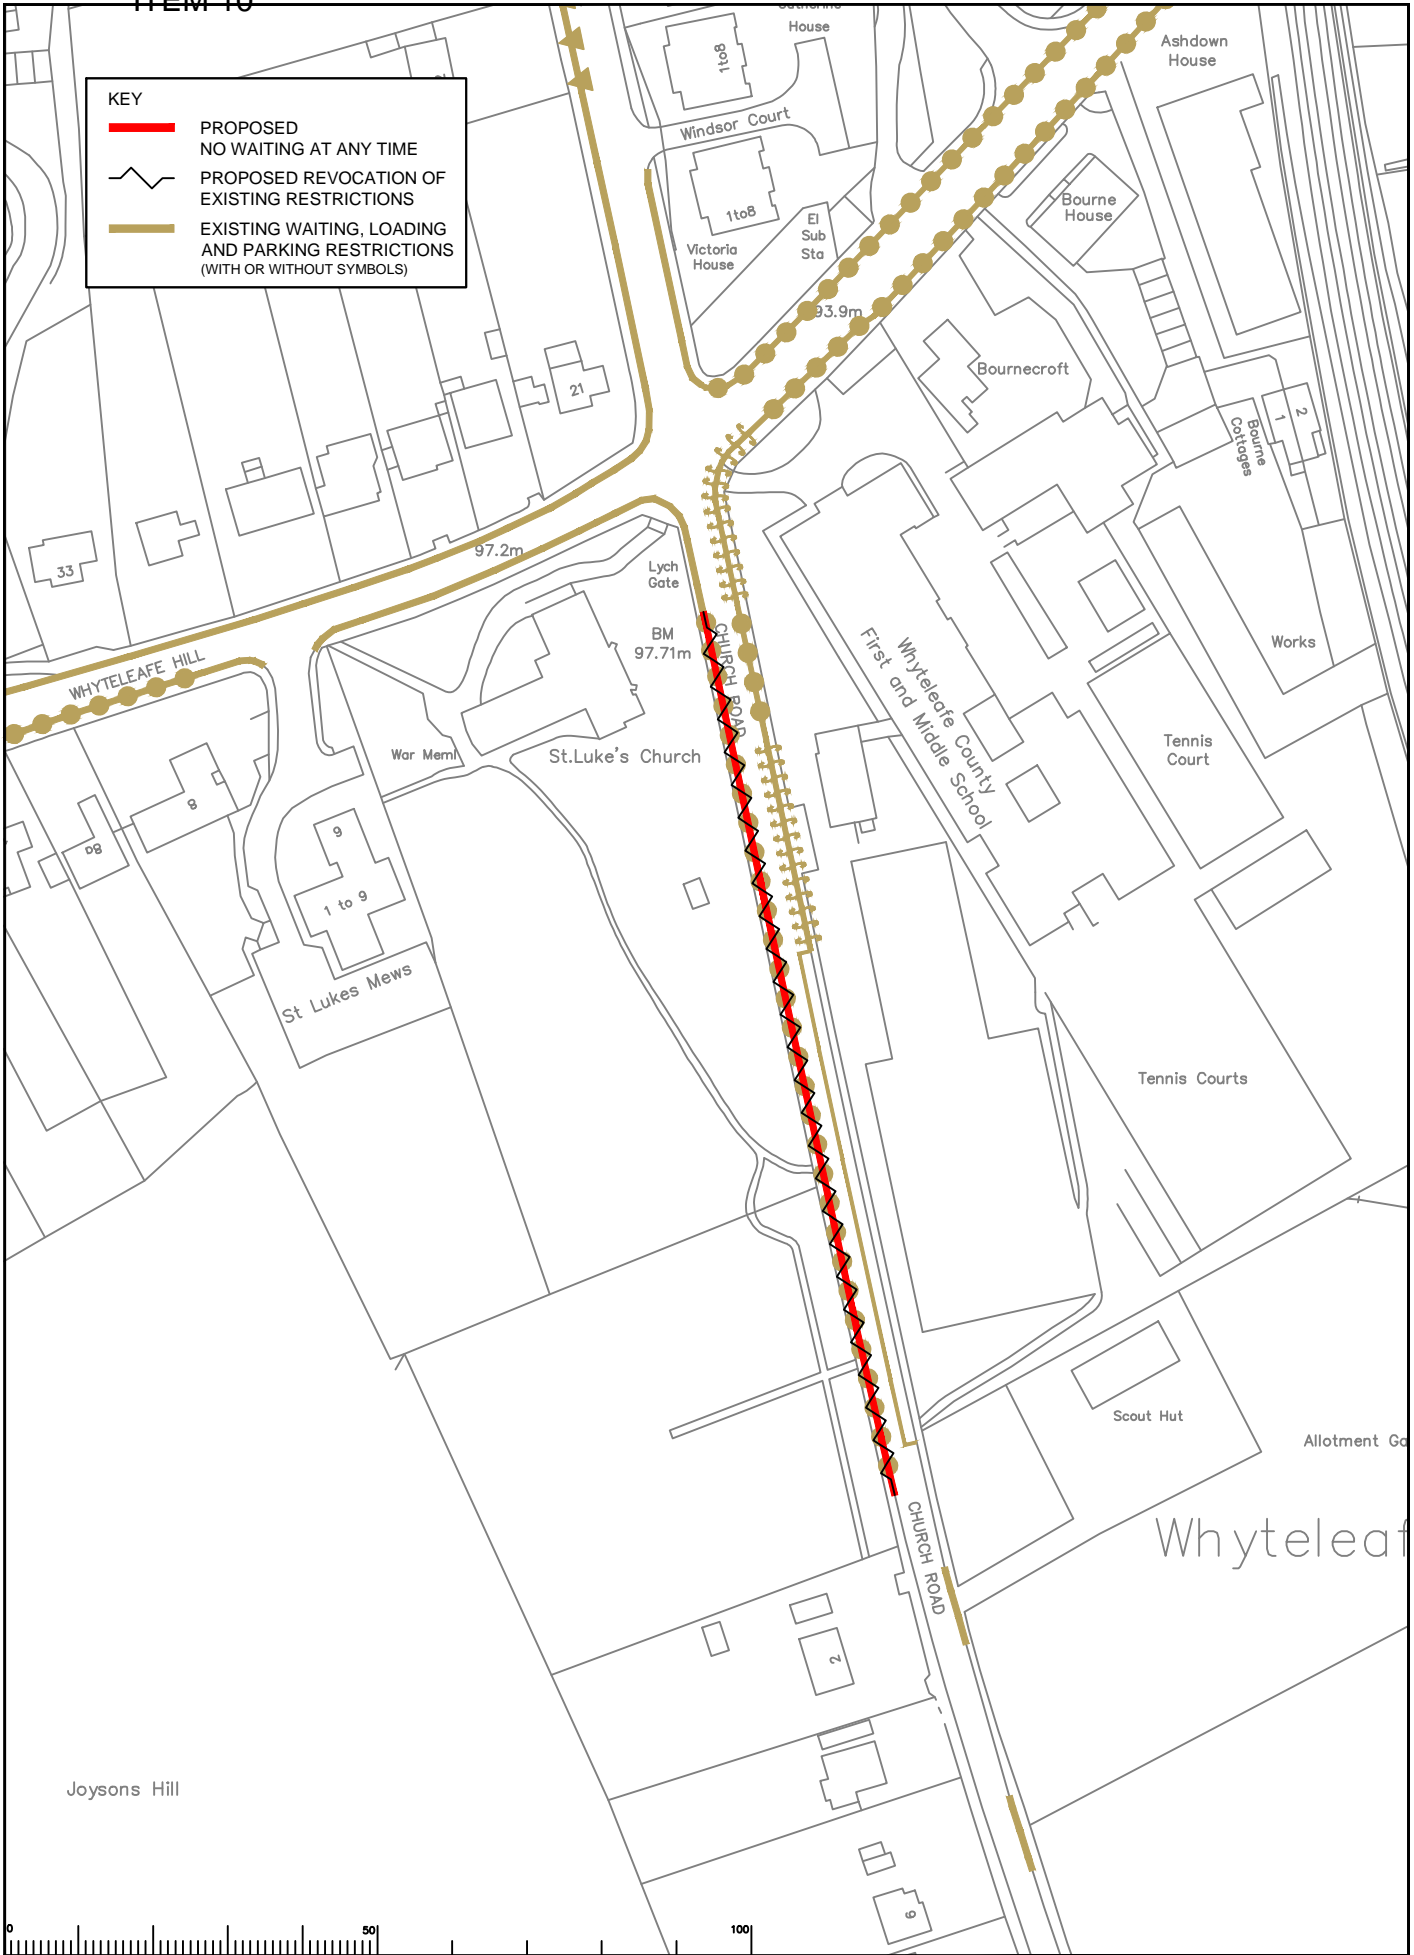 ITEM 10
KEY
PROPOSED
NO WAITING AT ANY TIME
PROPOSED REVOCATION OF
EXISTING RESTRICTIONS
EXISTING WAITING, LOADING
AND PARKING RESTRICTIONS
(WITH OR WITHOUT SYMBOLS)
House
Ashdown
House
1to8
Windsor Court
1to8
Victoria
House
El
Sub
Sta
Bourne
House
93.9m
Bournecroft
21
Bourne
Cottages
1
2
33
97.2m
Lych
Gate
BM
97.71m
CHURCH ROAD
Whyteleafe County
First and Middle School
Works
WHYTELEAFE HILL
War Meml
St.Luke's Church
Tennis
Court
8
8a
9
1 to 9
St Lukes Mews
Tennis Courts
Scout Hut
Allotment Ga
CHURCH ROAD
Whyteleaf
2
Joysons Hill
6
0
50
100